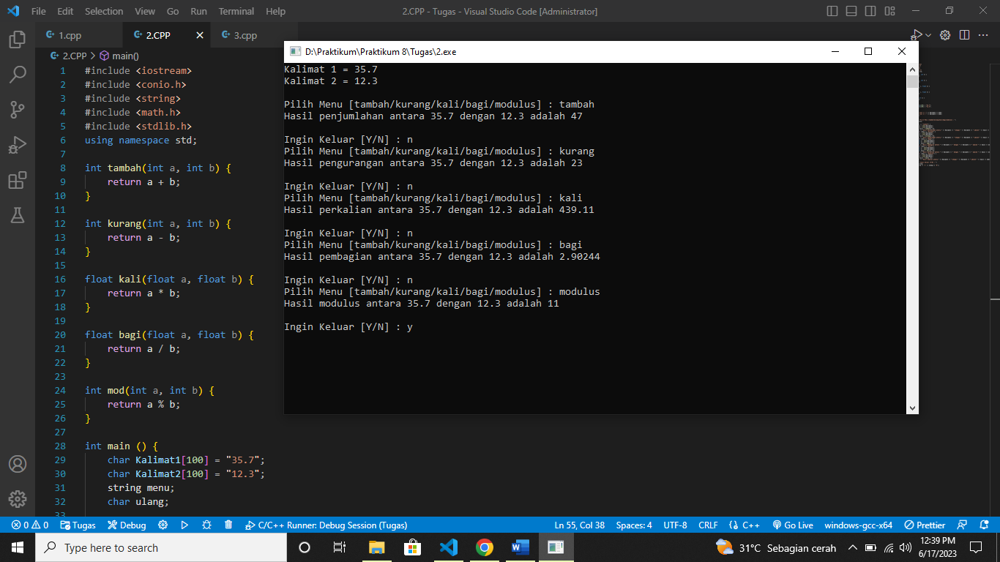 File Edit Selection View Go Run Terminal Help
2.CPP - Tugas - Visual Studio Code [Administrator]
1.cpp
2.CPP
3.cpp
2.CPP > main()
1 #include <iostream>
2 #include <conio.h>
3 #include <string>
4 #include <math.h>
5 #include <stdlib.h>
6 using namespace std;
7
8 int tambah(int a, int b) {
9 return a + b;
10 }
11
12 int kurang(int a, int b) {
13 return a - b;
14 }
15
16 float kali(float a, float b) {
17 return a * b;
18 }
19
20 float bagi(float a, float b) {
21 return a / b;
22 }
23
24 int mod(int a, int b) {
25 return a % b;
26 }
27
28 int main () {
29 char Kalimat1[100] = "35.7";
30 char Kalimat2[100] = "12.3";
31 string menu;
32 char ulang;
33
D:\Praktikum\Praktikum 8\Tugas\2.exe
Kalimat 1 = 35.7
Kalimat 2 = 12.3
Pilih Menu [tambah/kurang/kali/bagi/modulus] : tambah
Hasil penjumlahan antara 35.7 dengan 12.3 adalah 47
Ingin Keluar [Y/N] : n
Pilih Menu [tambah/kurang/kali/bagi/modulus] : kurang
Hasil pengurangan antara 35.7 dengan 12.3 adalah 23
Ingin Keluar [Y/N] : n
Pilih Menu [tambah/kurang/kali/bagi/modulus] : kali
Hasil perkalian antara 35.7 dengan 12.3 adalah 439.11
Ingin Keluar [Y/N] : n
Pilih Menu [tambah/kurang/kali/bagi/modulus] : bagi
Hasil pembagian antara 35.7 dengan 12.3 adalah 2.90244
Ingin Keluar [Y/N] : n
Pilih Menu [tambah/kurang/kali/bagi/modulus] : modulus
Hasil modulus antara 35.7 dengan 12.3 adalah 11
Ingin Keluar [Y/N] : y
0 0 Tugas Debug C/C++ Runner: Debug Session (Tugas)
Ln 55, Col 38 Spaces: 4 UTF-8 CRLF {} C++ Go Live windows-gcc-x64 Prettier
Type here to search
31°C Sebagian cerah
12:39 PM
6/17/2023